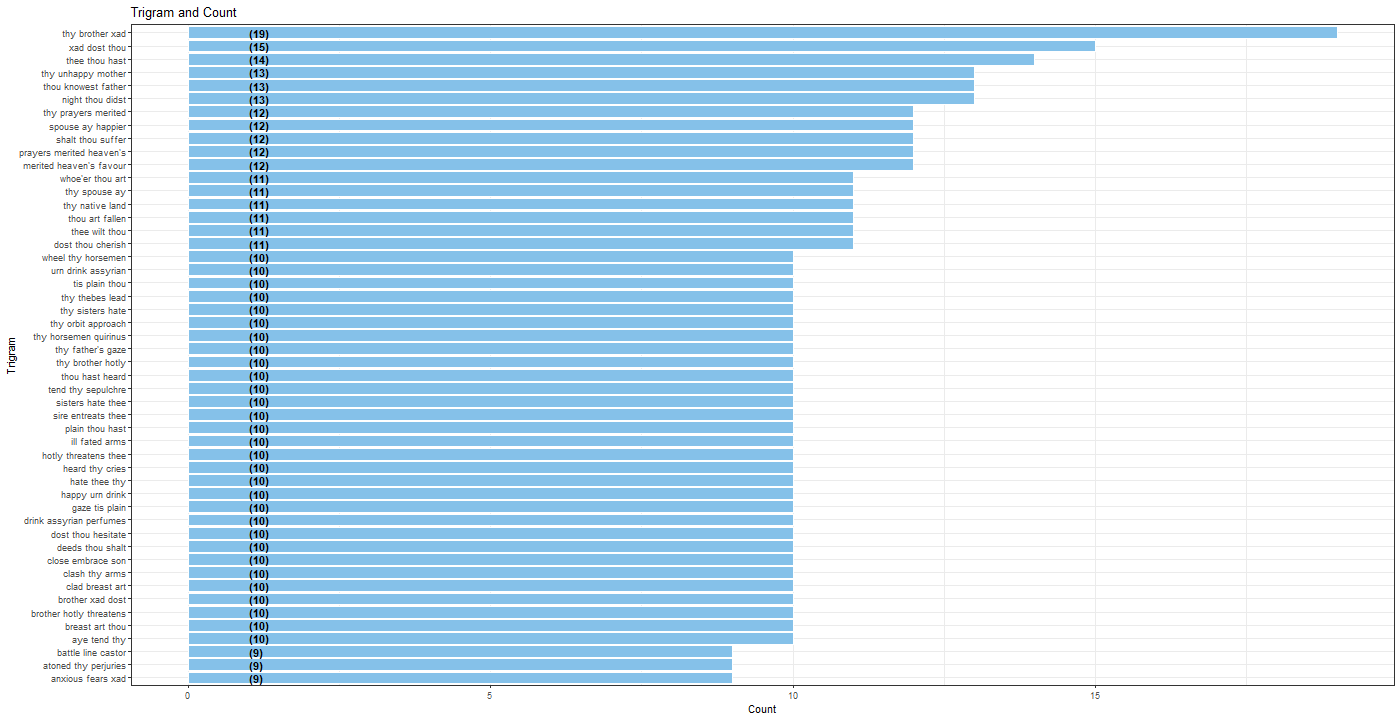 Trigram and Count
thy brother xad (19)
xad dost thou (15)
thee thou hast (14)
thy unhappy mother (13)
thou knowest father (13)
night thou didst (13)
thy prayers merited (12)
spouse ay happier (12)
shalt thou suffer (12)
prayers merited heaven's (12)
merited heaven's favour (12)
whoe'er thou art (11)
thy spouse ay (11)
thy native land (11)
thou art fallen (11)
thee wilt thou (11)
dost thou cherish (11)
wheel thy horsemen (10)
urn drink assyrian (10)
tis plain thou (10)
thy thebes lead (10)
thy sisters hate (10)
thy orbit approach (10)
thy horsemen quirinus (10)
thy father's gaze (10)
thy brother hotly (10)
thou hast heard (10)
tend thy sepulchre (10)
sisters hate thee (10)
sire entreats thee (10)
plain thou hast (10)
ill fated arms (10)
hotly threatens thee (10)
heard thy cries (10)
hate thee thy (10)
happy urn drink (10)
gaze tis plain (10)
drink assyrian perfumes (10)
dost thou hesitate (10)
deeds thou shalt (10)
close embrace son (10)
clash thy arms (10)
clad breast art (10)
brother xad dost (10)
brother hotly threatens (10)
breast art thou (10)
aye tend thy (10)
battle line castor (9)
atoned thy perjuries (9)
anxious fears xad (9)
0 5 10 15
Count
Trigram